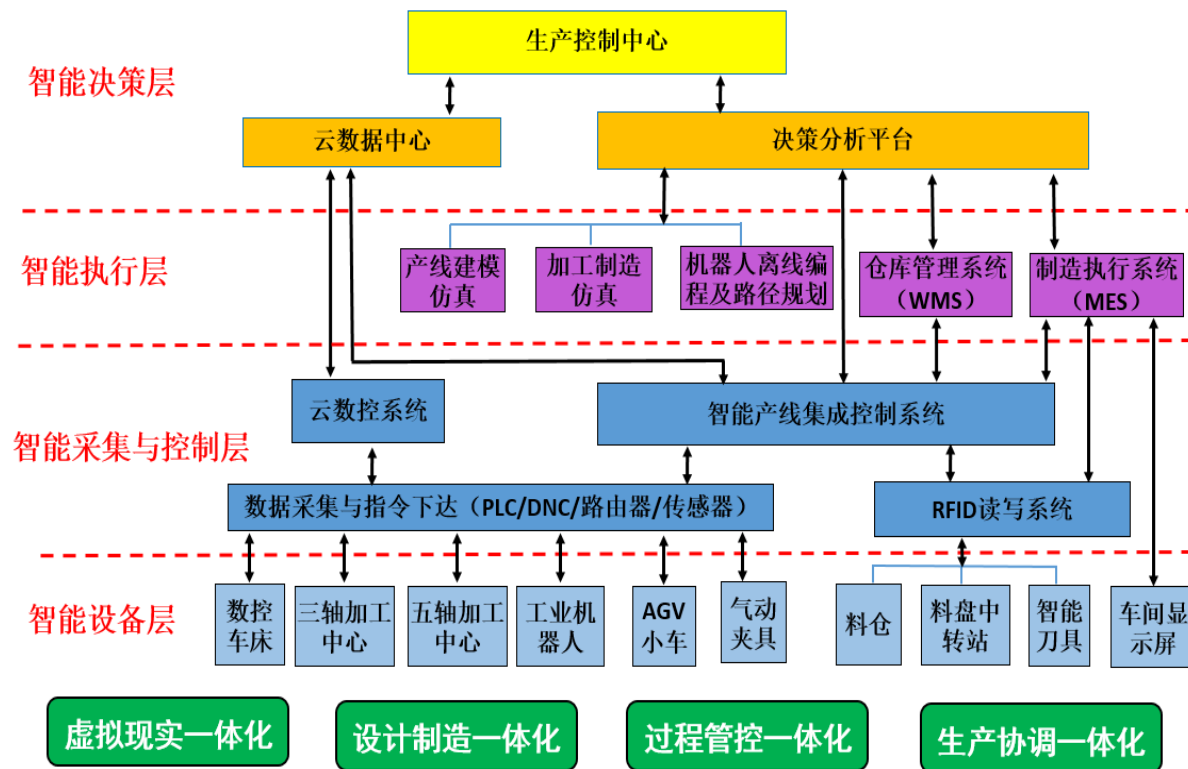 生产控制中心
智能决策层
云数据中心
决策分析平台
智能执行层
产线建模
仿真
加工制造
仿真
机器人离线编
程及路径规划
仓库管理系统
（WMS）
制造执行系统
（MES）
云数控系统
智能产线集成控制系统
智能采集与控制层
数据采集与指令下达（PLC/DNC/路由器/传感器）
RFID读写系统
智能设备层
数控
车床
三轴加工
中心
五轴加工
中心
工业机
器人
AGV
小车
气动
夹具
料仓
料盘中
转站
智能
刀具
车间显
示屏
虚拟现实一体化
设计制造一体化
过程管控一体化
生产协调一体化